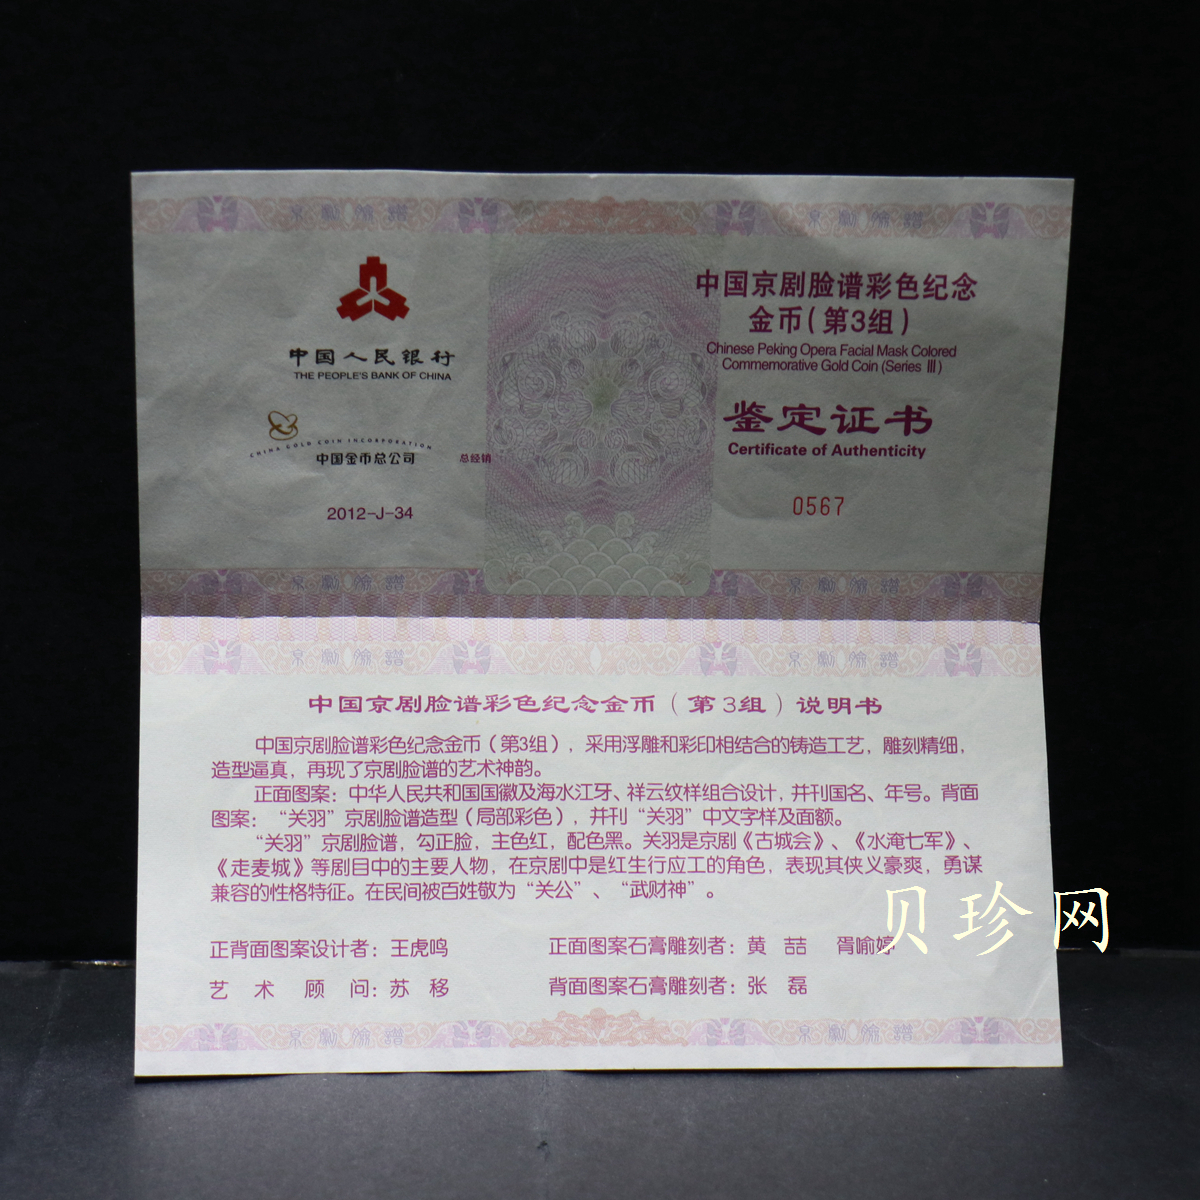 中国人民银行
THE PEOPLE'S BANK OF CHINA
CHINA GOLD COIN INCORPORATION
中国金币总公司
总经销
2012-J-34
中国京剧脸谱彩色纪念
金币(第3组)
Chinese Peking Opera Facial Mask Colored
Commemorative Gold Coin (Series Ⅲ)
鉴定证书
Certificate of Authenticity
0567
中国京剧脸谱彩色纪念金币(第3组)说明书
中国京剧脸谱彩色纪念金币(第3组),采用浮雕和彩印相结合的铸造工艺,雕刻精细,
造型逼真,再现了京剧脸谱的艺术神韵。
正面图案:中华人民共和国国徽及海水江牙、祥云纹样组合设计,并刊国名、年号。背面
图案:“关羽”京剧脸谱造型(局部彩色),并刊“关羽”中文字样及面额。
“关羽”京剧脸谱,勾正脸,主色红,配色黑。关羽是京剧《古城会》、《水淹七军》、
《走麦城》等剧目中的主要人物,在京剧中是红生行应工的角色,表现其侠义豪爽,勇谋
兼容的性格特征。在民间被百姓敬为“关公”、“武财神”。
正背面图案设计者:王虎鸣
正面图案石膏雕刻者:黄 喆 胥喻婷
艺术顾问:苏 移
背面图案石膏雕刻者:张 磊
贝珍网